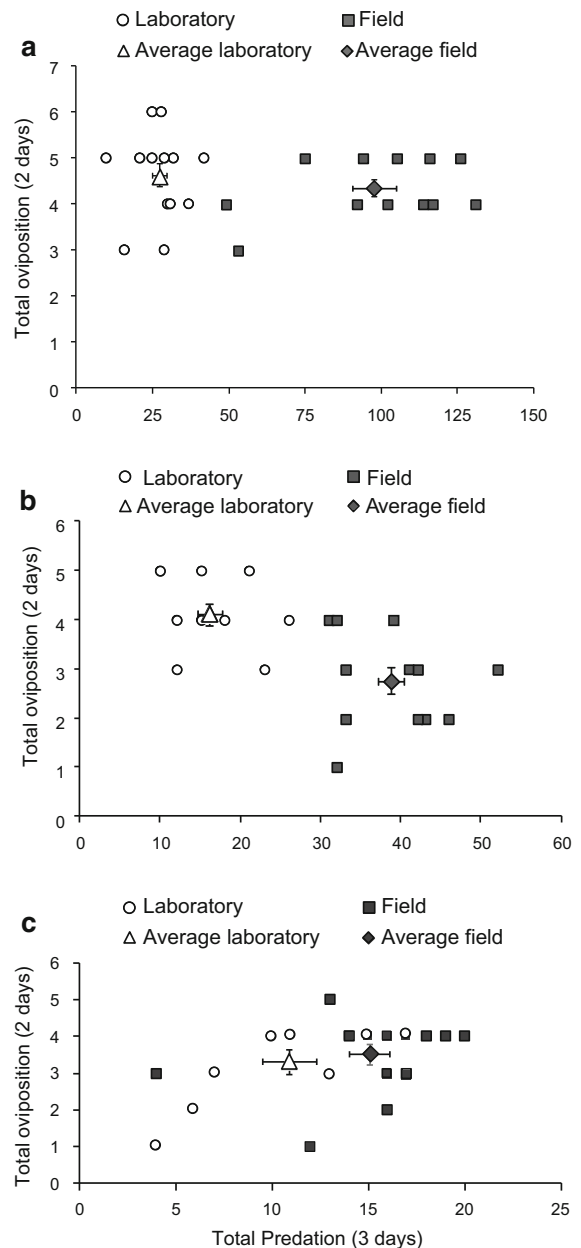 Laboratory Field
a Average laboratory Average field
7
6
5
4
3
2
1
0
Total oviposition (2 days)
0 25 50 75 100 125 150
Laboratory Field
b Average laboratory Average field
6
5
4
3
2
1
0
Total oviposition (2 days)
0 10 20 30 40 50 60
Laboratory Field
c Average laboratory Average field
6
5
4
3
2
1
0
Total oviposition (2 days)
0 5 10 15 20 25
Total Predation (3 days)